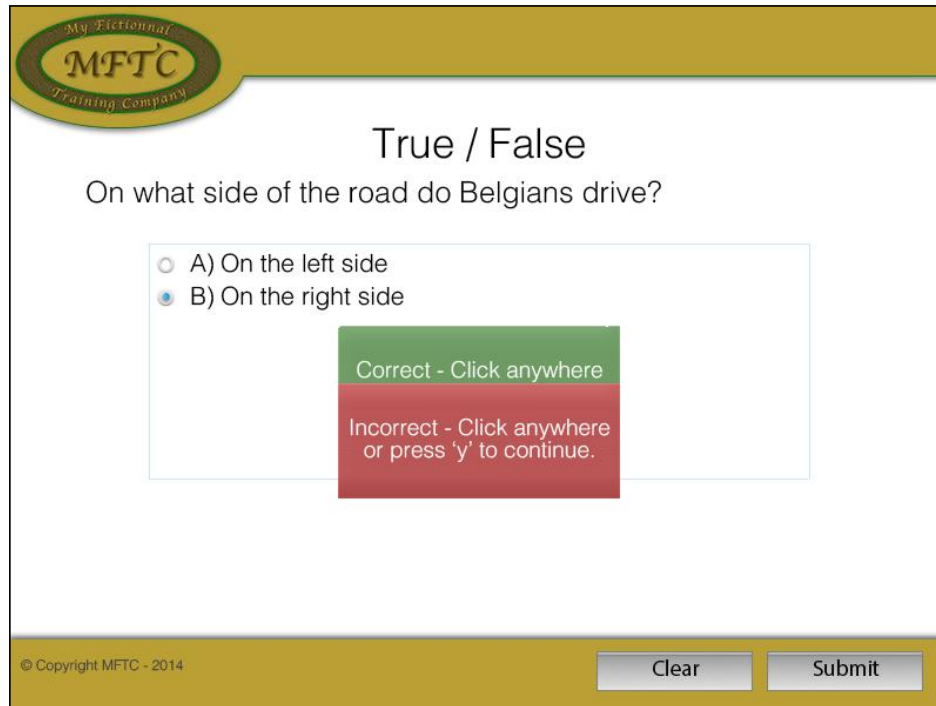 My Fictionnal
MFTC
Training Company
True / False
On what side of the road do Belgians drive?
A) On the left side
B) On the right side
Correct - Click anywhere
Incorrect - Click anywhere
or press ‘y’ to continue.
© Copyright MFTC - 2014
Clear
Submit